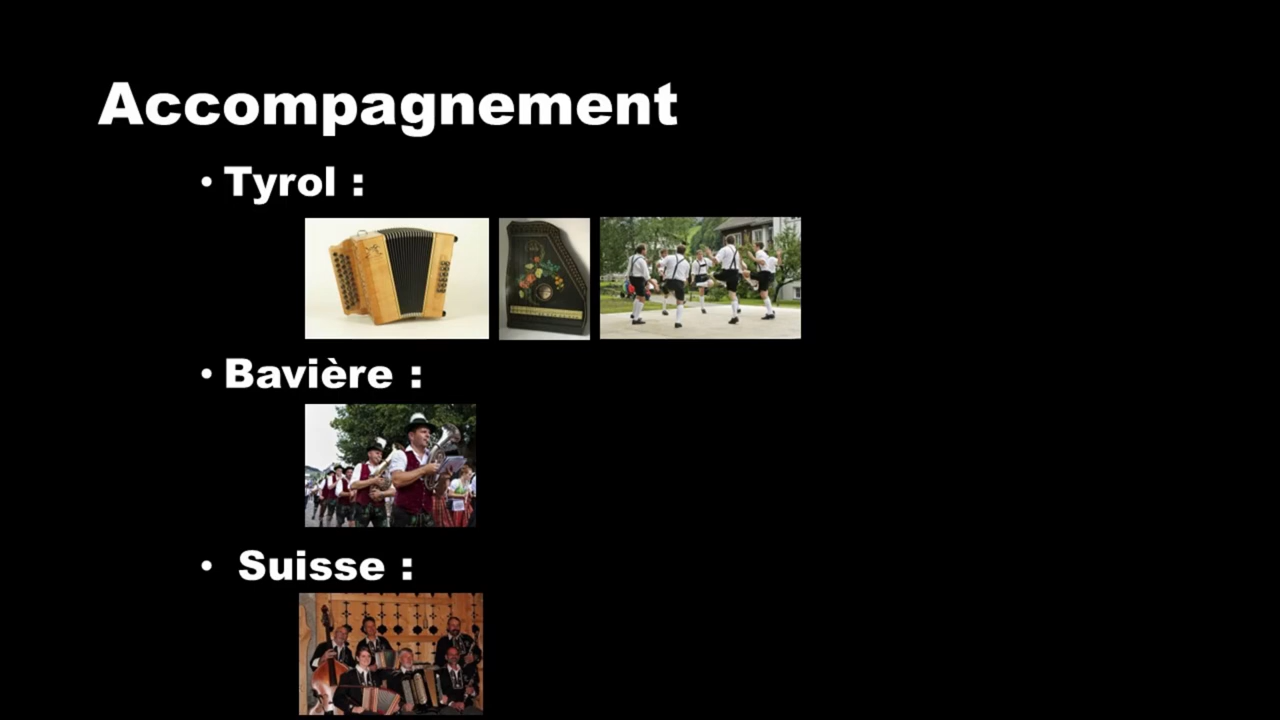 Accompagnement
• Tyrol :
• Bavière :
• Suisse :